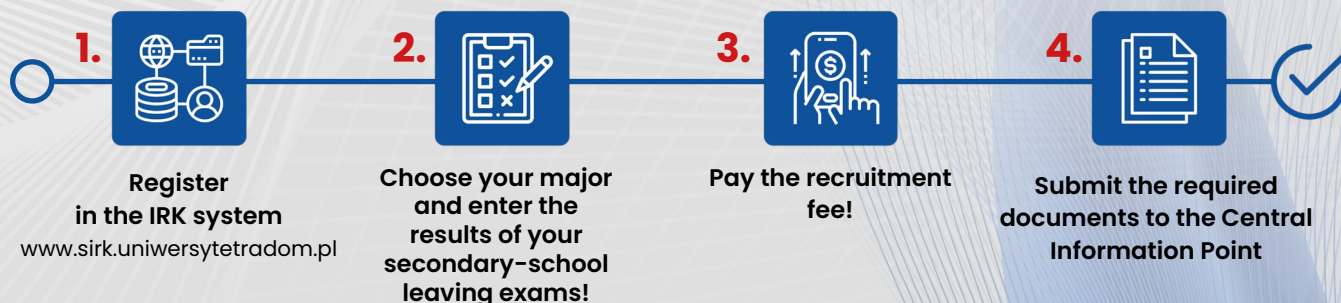 1.
Register
in the IRK system
www.sirk.uniwersytetradom.pl
2.
Choose your major
and enter the
results of your
secondary-school
leaving exams!
3.
Pay the recruitment
fee!
4.
Submit the required
documents to the Central
Information Point